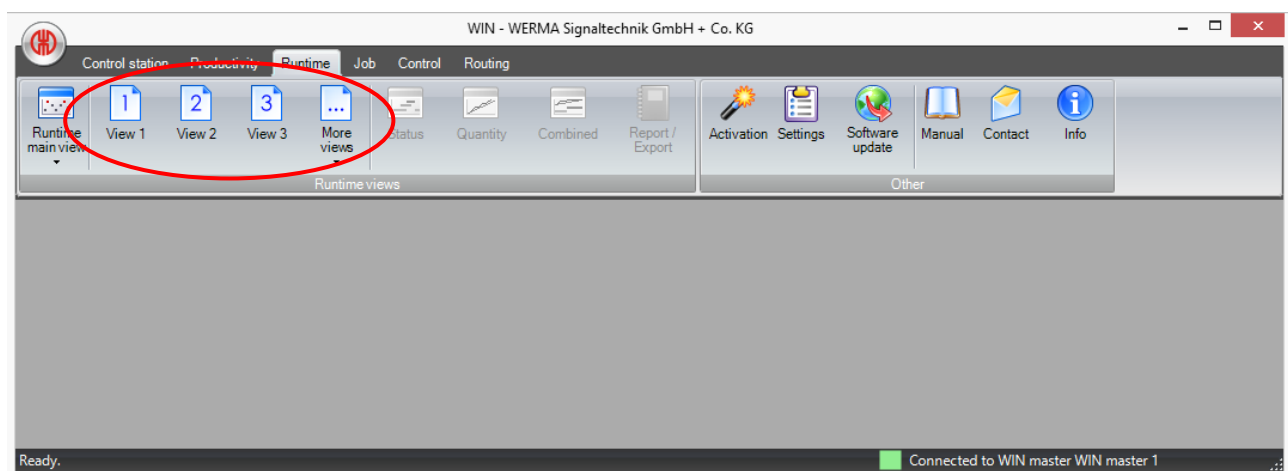 WIN - WERMA Signaltechnik GmbH + Co. KG
Control station Productivity Runtime Job Control Routing
1 2 3 ...
Runtime main view View 1 View 2 View 3 More views Status Quantity Combined Report / Export Activation Settings Software update Manual Contact Info
Runtime views Other
Ready. Connected to WIN master WIN master 1